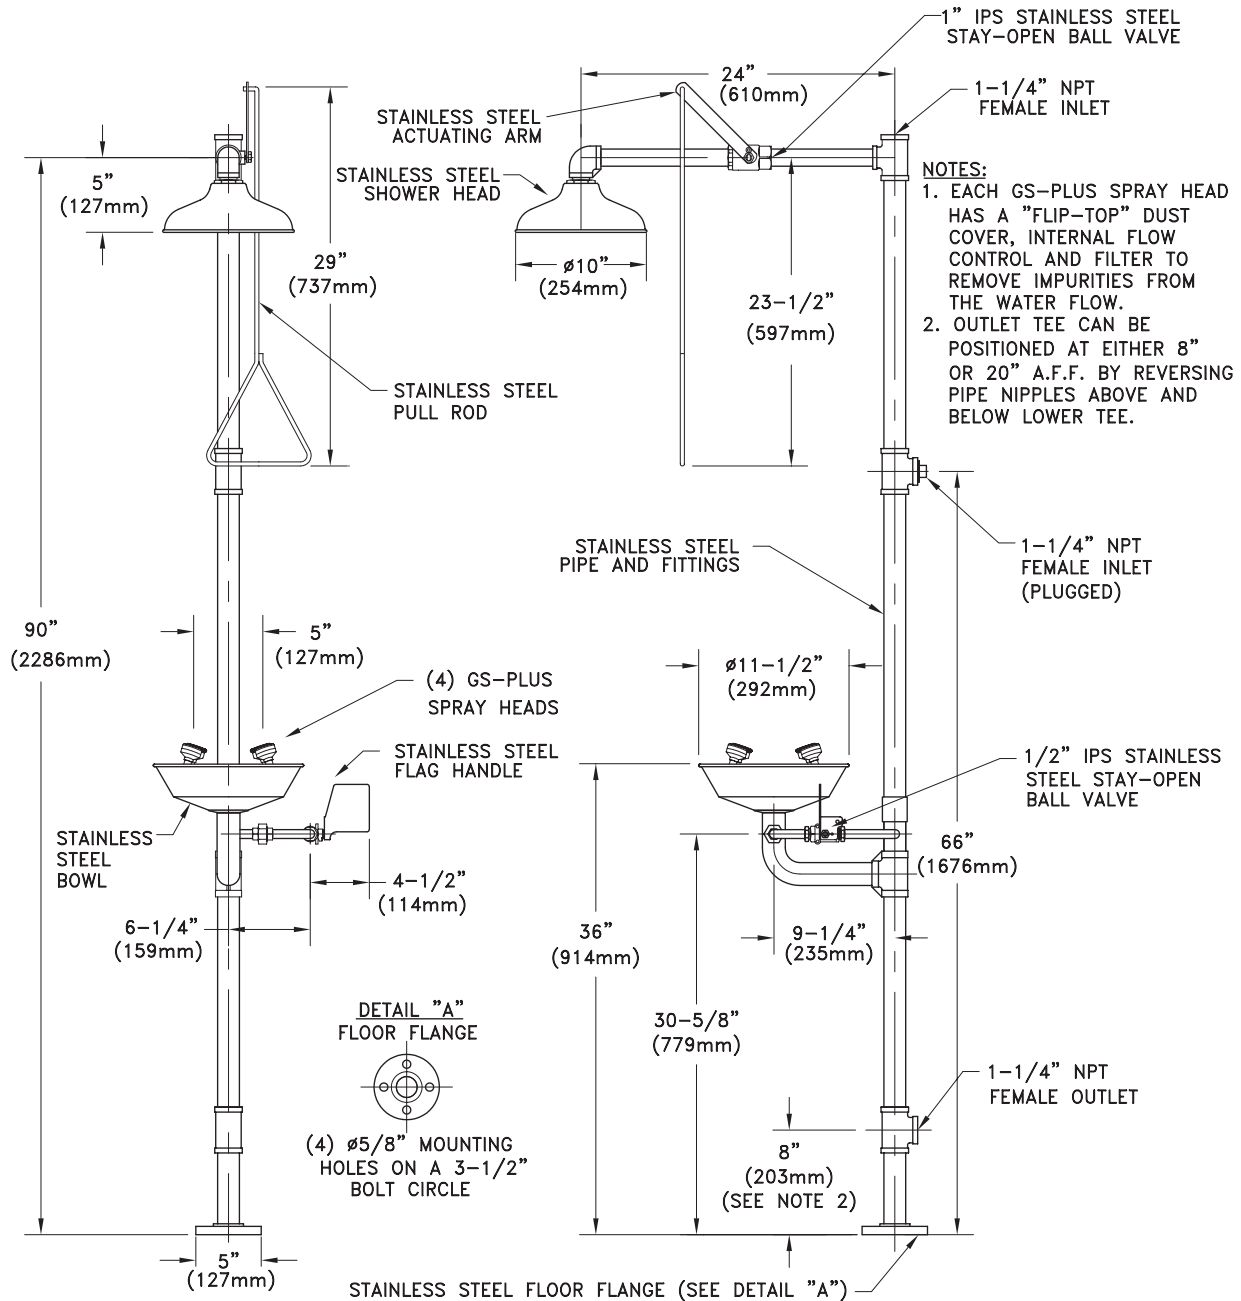 1" IPS STAINLESS STEEL
STAY-OPEN BALL VALVE
24"
(610mm)
1-1/4" NPT
FEMALE INLET
STAINLESS STEEL
ACTUATING ARM
STAINLESS STEEL
SHOWER HEAD
5"
(127mm)
29"
(737mm)
ø10"
(254mm)
23-1/2"
(597mm)
NOTES:
1. EACH GS-PLUS SPRAY HEAD
HAS A "FLIP-TOP" DUST
COVER, INTERNAL FLOW
CONTROL AND FILTER TO
REMOVE IMPURITIES FROM
THE WATER FLOW.
2. OUTLET TEE CAN BE
POSITIONED AT EITHER 8"
OR 20" A.F.F. BY REVERSING
PIPE NIPPLES ABOVE AND
BELOW LOWER TEE.
STAINLESS STEEL
PULL ROD
STAINLESS STEEL
PIPE AND FITTINGS
1-1/4" NPT
FEMALE INLET
(PLUGGED)
90"
(2286mm)
5"
(127mm)
(4) GS-PLUS
SPRAY HEADS
ø11-1/2"
(292mm)
STAINLESS STEEL
FLAG HANDLE
1/2" IPS STAINLESS
STEEL STAY-OPEN
BALL VALVE
STAINLESS
STEEL
BOWL
66"
(1676mm)
4-1/2"
(114mm)
6-1/4"
(159mm)
36"
(914mm)
9-1/4"
(235mm)
DETAIL "A"
FLOOR FLANGE
30-5/8"
(779mm)
1-1/4" NPT
FEMALE OUTLET
(4) ø5/8" MOUNTING
HOLES ON A 3-1/2"
BOLT CIRCLE
8"
(203mm)
(SEE NOTE 2)
5"
(127mm)
STAINLESS STEEL FLOOR FLANGE (SEE DETAIL "A")